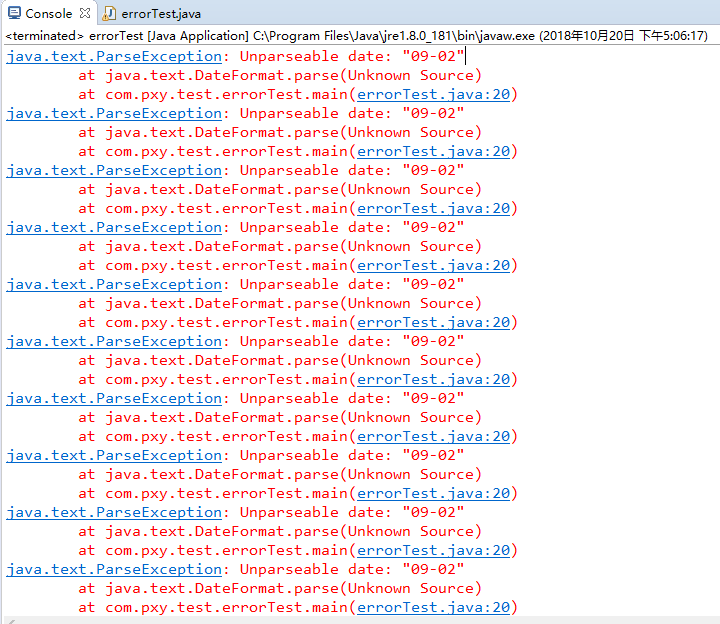 Console errorTest.java
<terminated> errorTest [Java Application] C:\Program Files\Java\jre1.8.0_181\bin\javaw.exe (2018年10月20日 下午5:06:17)
java.text.ParseException: Unparseable date: "09-02"
at java.text.DateFormat.parse(Unknown Source)
at com.pxy.test.errorTest.main(errorTest.java:20)
java.text.ParseException: Unparseable date: "09-02"
at java.text.DateFormat.parse(Unknown Source)
at com.pxy.test.errorTest.main(errorTest.java:20)
java.text.ParseException: Unparseable date: "09-02"
at java.text.DateFormat.parse(Unknown Source)
at com.pxy.test.errorTest.main(errorTest.java:20)
java.text.ParseException: Unparseable date: "09-02"
at java.text.DateFormat.parse(Unknown Source)
at com.pxy.test.errorTest.main(errorTest.java:20)
java.text.ParseException: Unparseable date: "09-02"
at java.text.DateFormat.parse(Unknown Source)
at com.pxy.test.errorTest.main(errorTest.java:20)
java.text.ParseException: Unparseable date: "09-02"
at java.text.DateFormat.parse(Unknown Source)
at com.pxy.test.errorTest.main(errorTest.java:20)
java.text.ParseException: Unparseable date: "09-02"
at java.text.DateFormat.parse(Unknown Source)
at com.pxy.test.errorTest.main(errorTest.java:20)
java.text.ParseException: Unparseable date: "09-02"
at java.text.DateFormat.parse(Unknown Source)
at com.pxy.test.errorTest.main(errorTest.java:20)
java.text.ParseException: Unparseable date: "09-02"
at java.text.DateFormat.parse(Unknown Source)
at com.pxy.test.errorTest.main(errorTest.java:20)
java.text.ParseException: Unparseable date: "09-02"
at java.text.DateFormat.parse(Unknown Source)
at com.pxy.test.errorTest.main(errorTest.java:20)